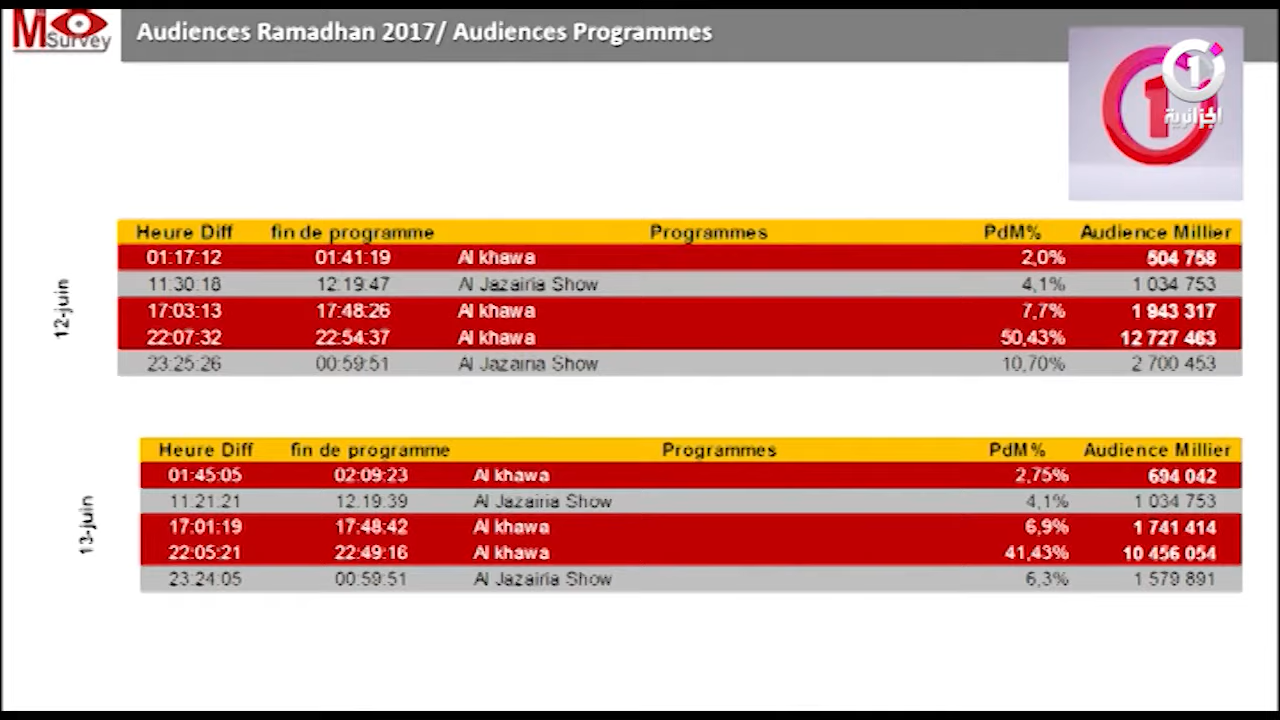 Mi Survey
Audiences Ramadhan 2017/ Audiences Programmes
1
1
الجزائرية
12-juin
Heure Diff fin de programme Programmes PdM% Audience Millier
01:17:12 01:41:19 Al khawa 2,0% 504 758
11:30:18 12:19:47 Al Jazairia Show 4,1% 1 034 753
17:03:13 17:48:26 Al khawa 7,7% 1 943 317
22:07:32 22:54:37 Al khawa 50,43% 12 727 463
23:25:26 00:59:51 Al Jazairia Show 10,70% 2 700 453
13-juin
Heure Diff fin de programme Programmes PdM% Audience Millier
01:45:05 02:09:23 Al khawa 2,75% 694 042
11:21:21 12:19:39 Al Jazairia Show 4,1% 1 034 753
17:01:19 17:48:42 Al khawa 6,9% 1 741 414
22:05:21 22:49:16 Al khawa 41,43% 10 456 054
23:24:05 00:59:51 Al Jazairia Show 6,3% 1 579 891